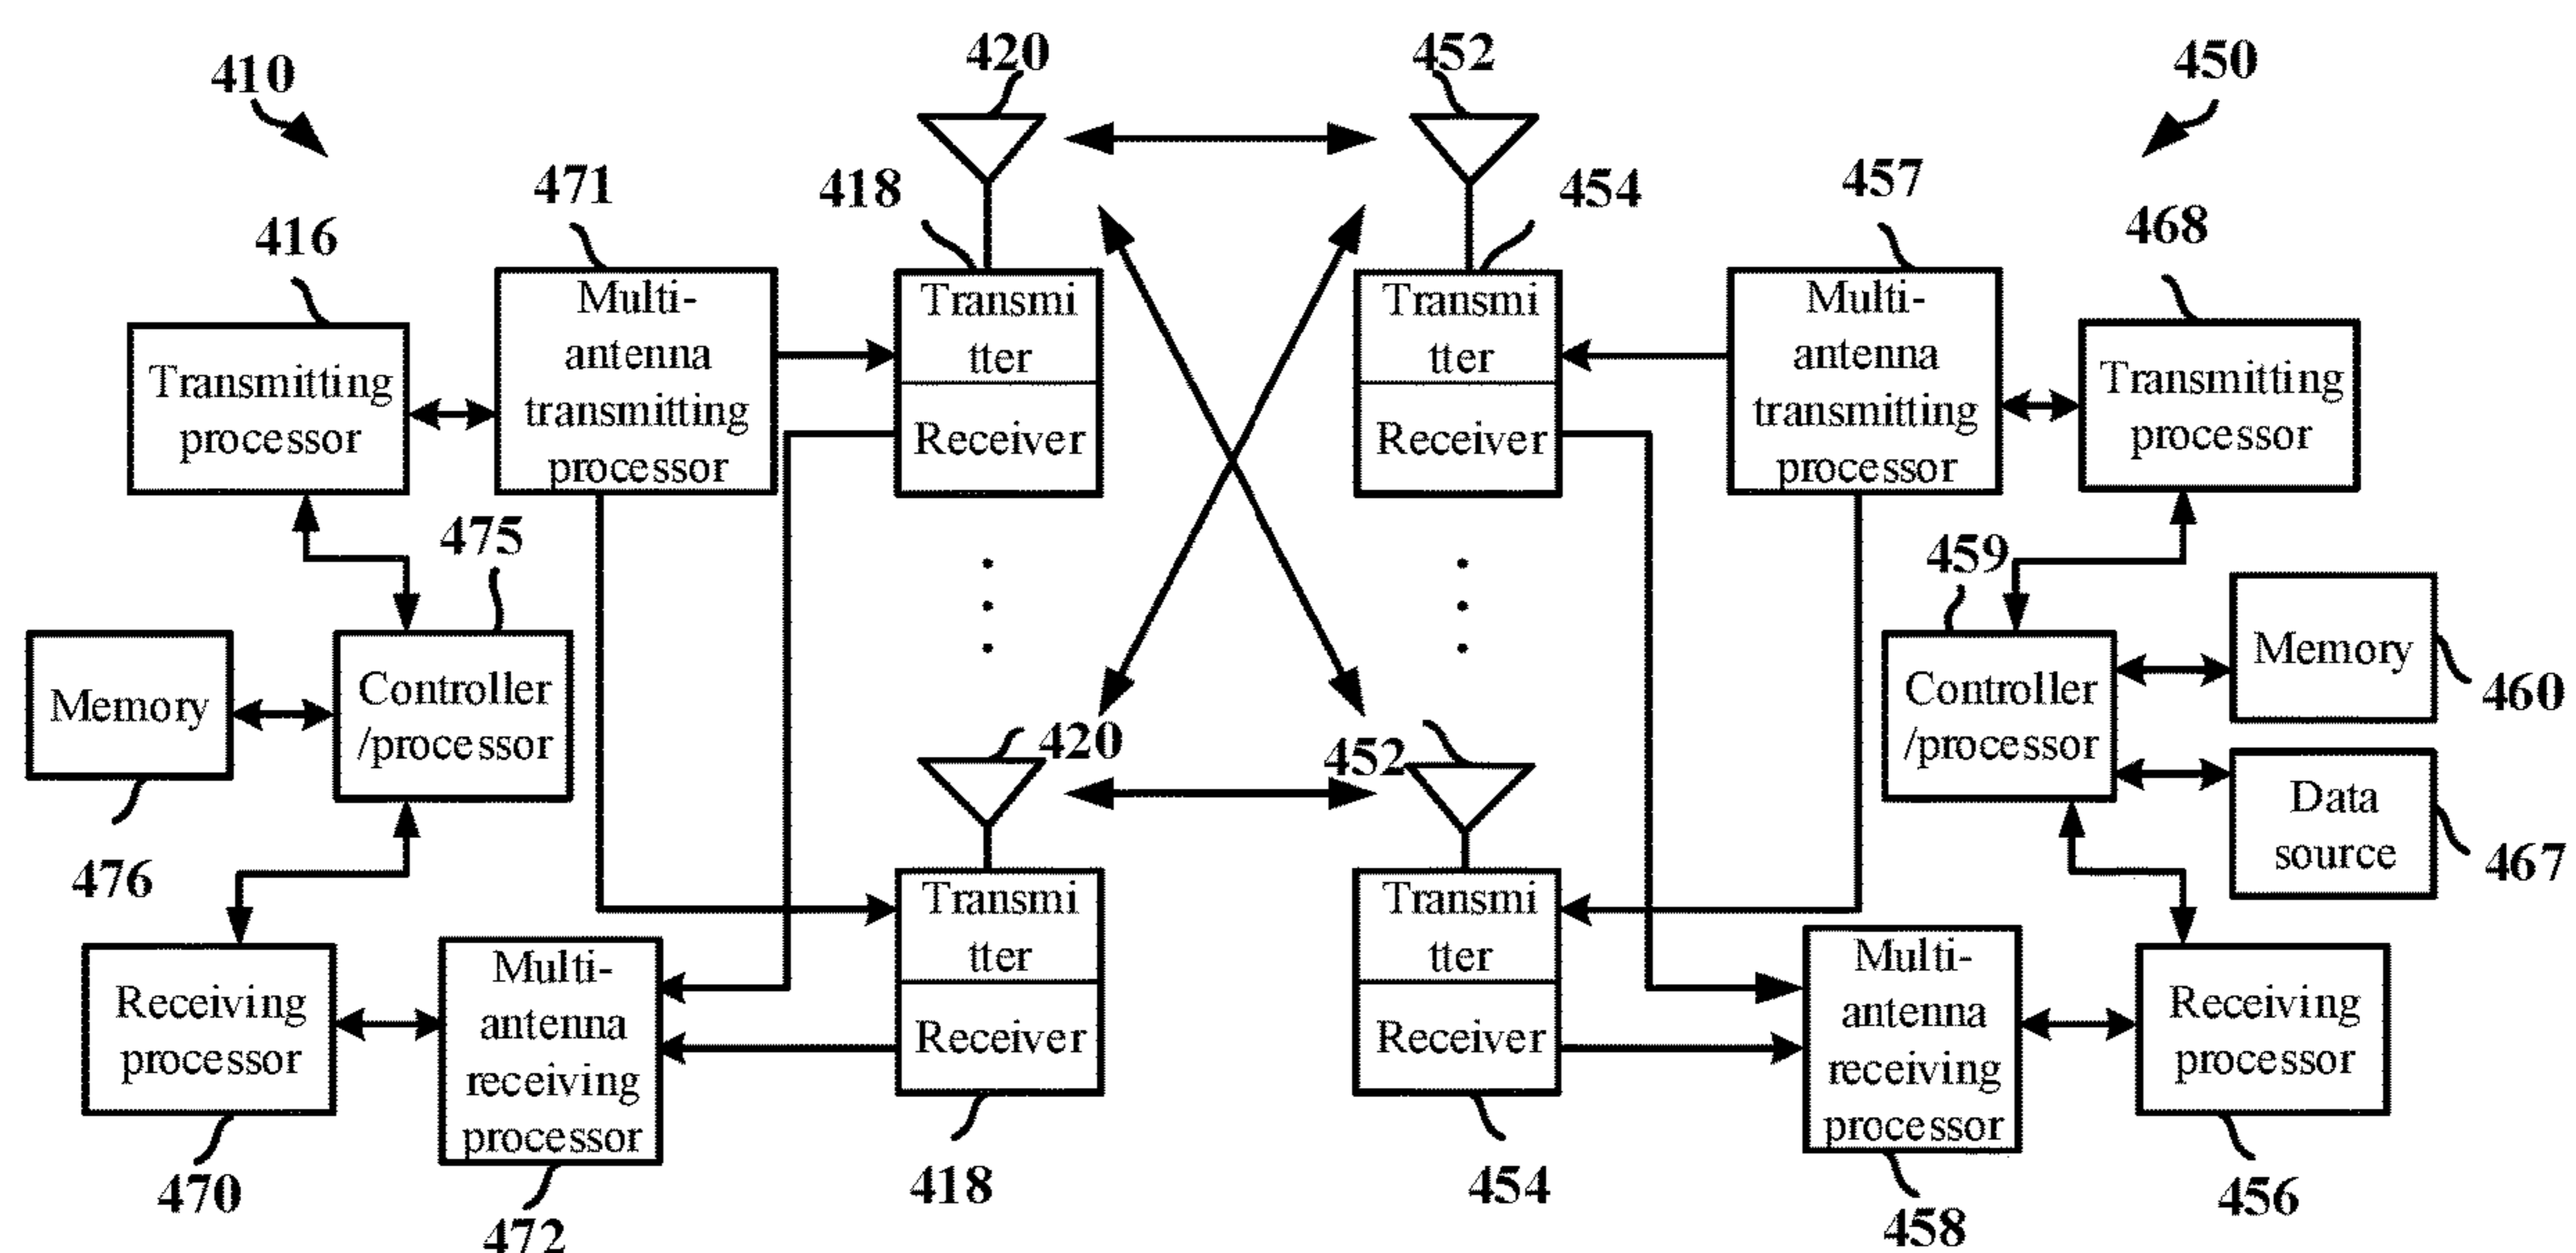 420
452
410
450
471
418
454
457
416
468
Multi-
antenna
transmitting
processor
Transmi
tter
Receiver
Transmi
tter
Receiver
Multi-
antenna
transmitting
processor
Transmitting
processor
Transmitting
processor
475
459
Memory
Controller
/processor
Controller
/processor
Memory
460
420
452
Data
source
467
476
Transmi
tter
Receiver
Transmi
tter
Receiver
Receiving
processor
Multi-
antenna
receiving
processor
Multi-
antenna
receiving
processor
Receiving
processor
470
472
418
454
458
456